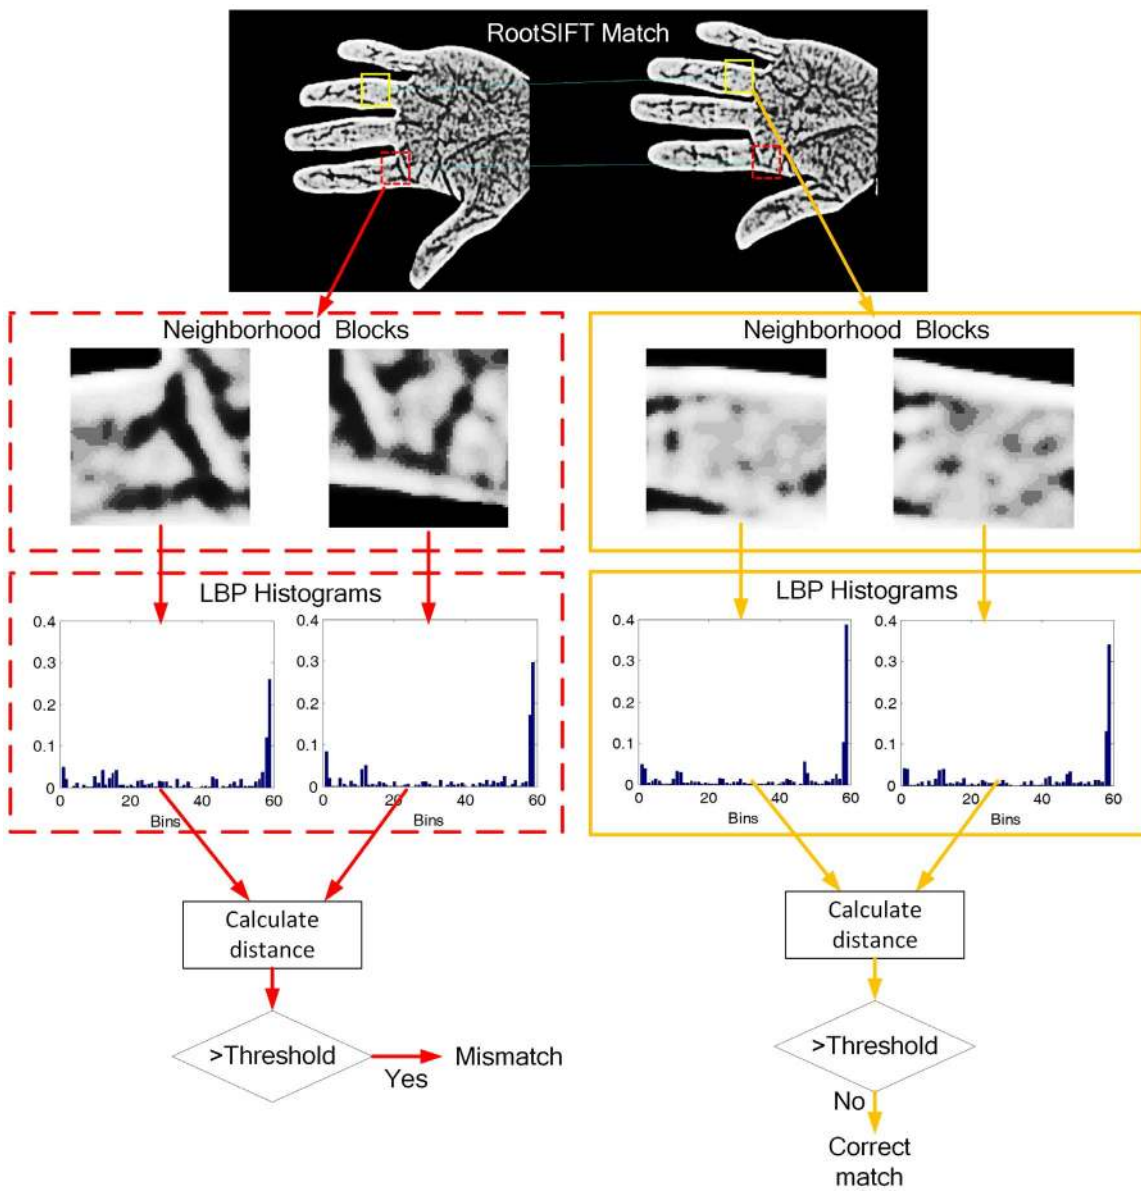 RootSIFT Match
Neighborhood Blocks
Neighborhood Blocks
LBP Histograms
0.4
0.3
0.2
0.1
0
0
20
40
60
Bins
0.4
0.3
0.2
0.1
0
0
20
40
60
Bins
LBP Histograms
0.4
0.3
0.2
0.1
0
0
20
40
60
Bins
0.4
0.3
0.2
0.1
0
0
20
40
60
Bins
Calculate
distance
Calculate
distance
>Threshold
Yes
Mismatch
>Threshold
No
Correct
match